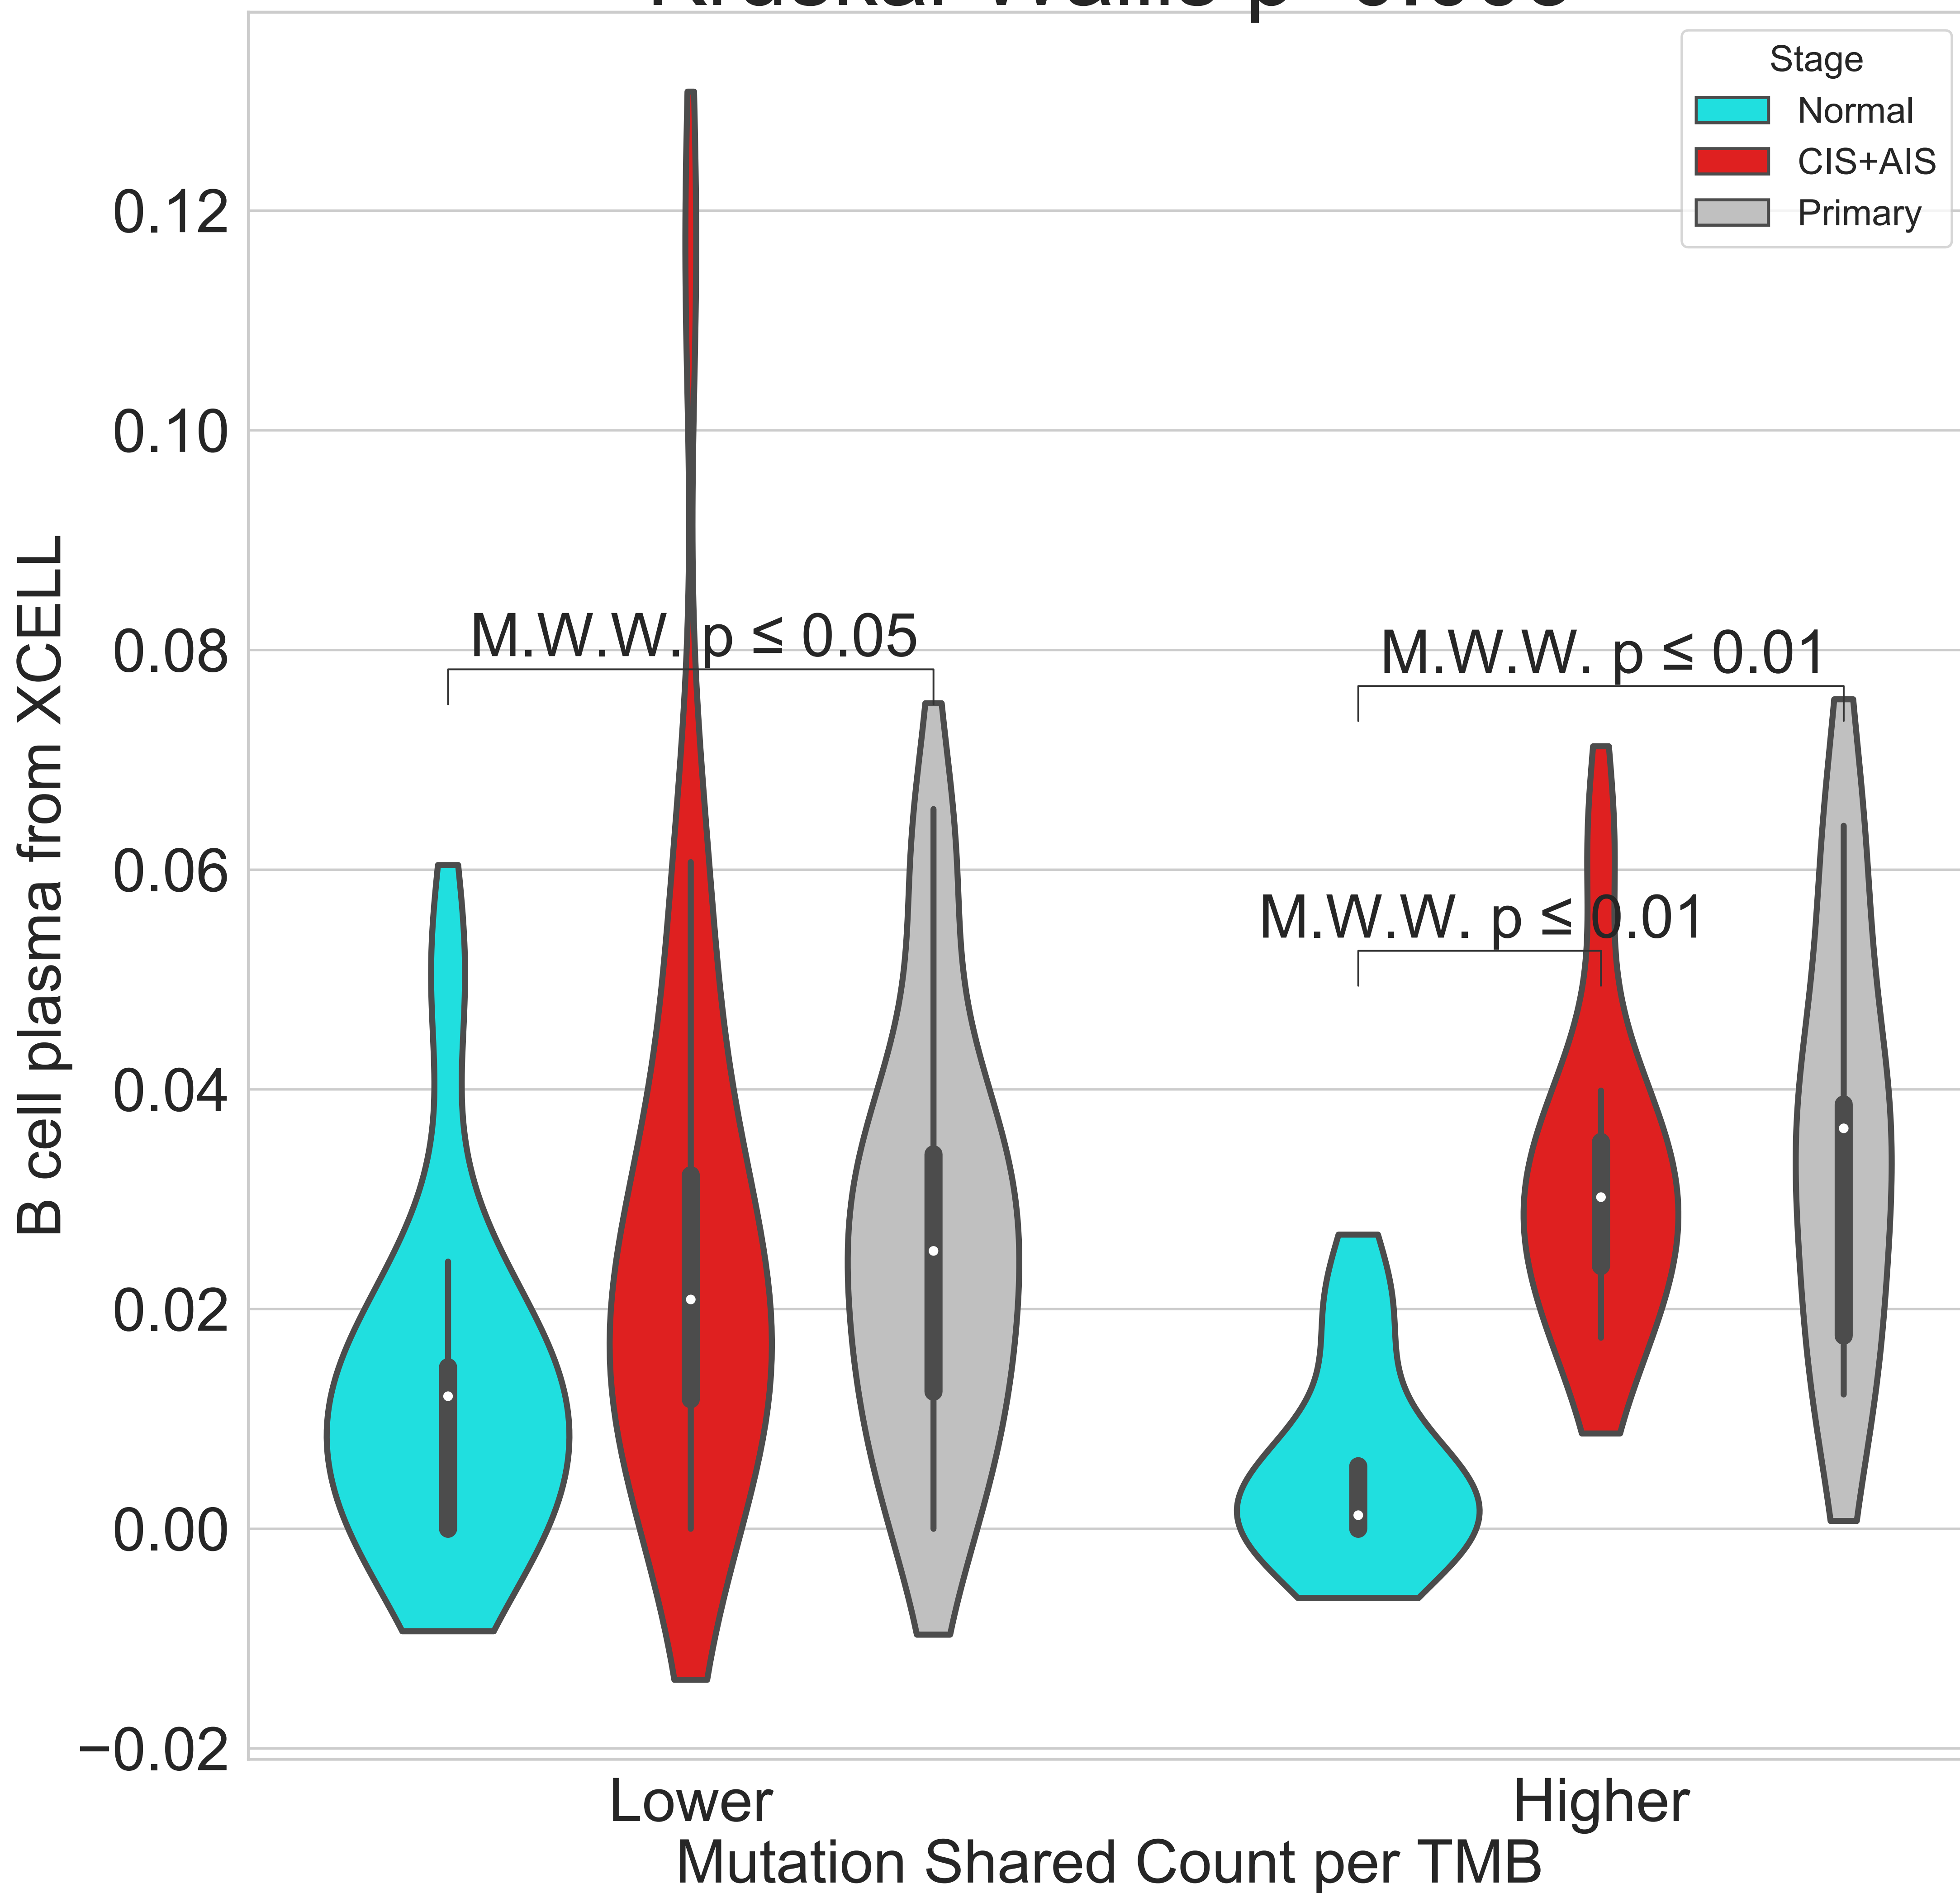 Stage
Normal
CIS+AIS
Primary
0.12
0.10
0.08
0.06
0.04
0.02
0.00
−0.02
B cell plasma from XCELL
M.W.W. p ≤ 0.05
M.W.W. p ≤ 0.01
M.W.W. p ≤ 0.01
Lower
Higher
Mutation Shared Count per TMB